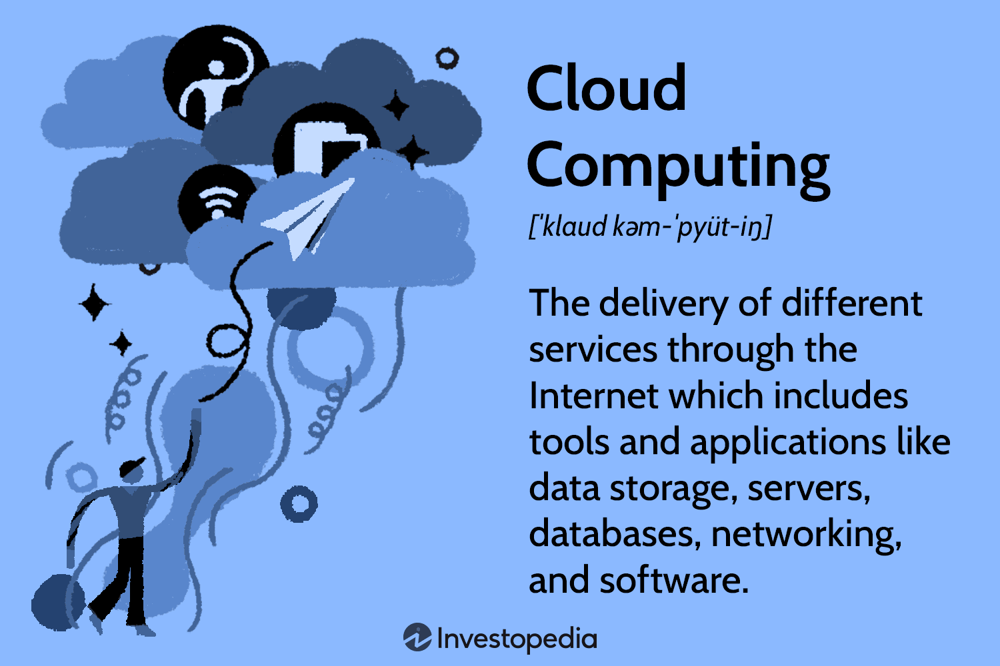 Cloud
Computing
[ˈklaud kəm-ˈpyüt-iŋ]
The delivery of different
services through the
Internet which includes
tools and applications like
data storage, servers,
databases, networking,
and software.
Investopedia